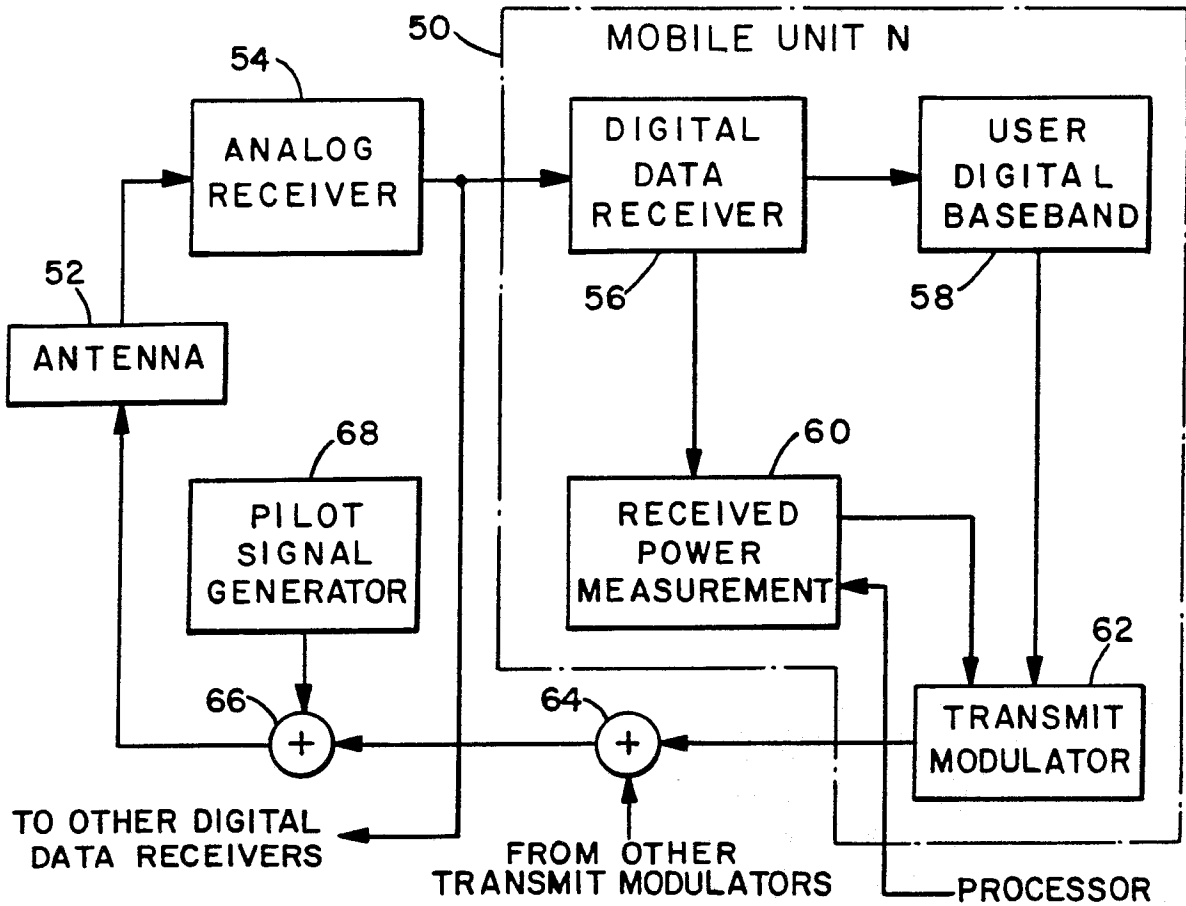 50
MOBILE UNIT N
54
ANALOG
RECEIVER
DIGITAL
DATA
RECEIVER
USER
DIGITAL
BASEBAND
56
58
52
ANTENNA
68
PILOT
SIGNAL
GENERATOR
60
RECEIVED
POWER
MEASUREMENT
62
TRANSMIT
MODULATOR
66
+
64
+
TO OTHER DIGITAL
DATA RECEIVERS
FROM OTHER
TRANSMIT MODULATORS
PROCESSOR